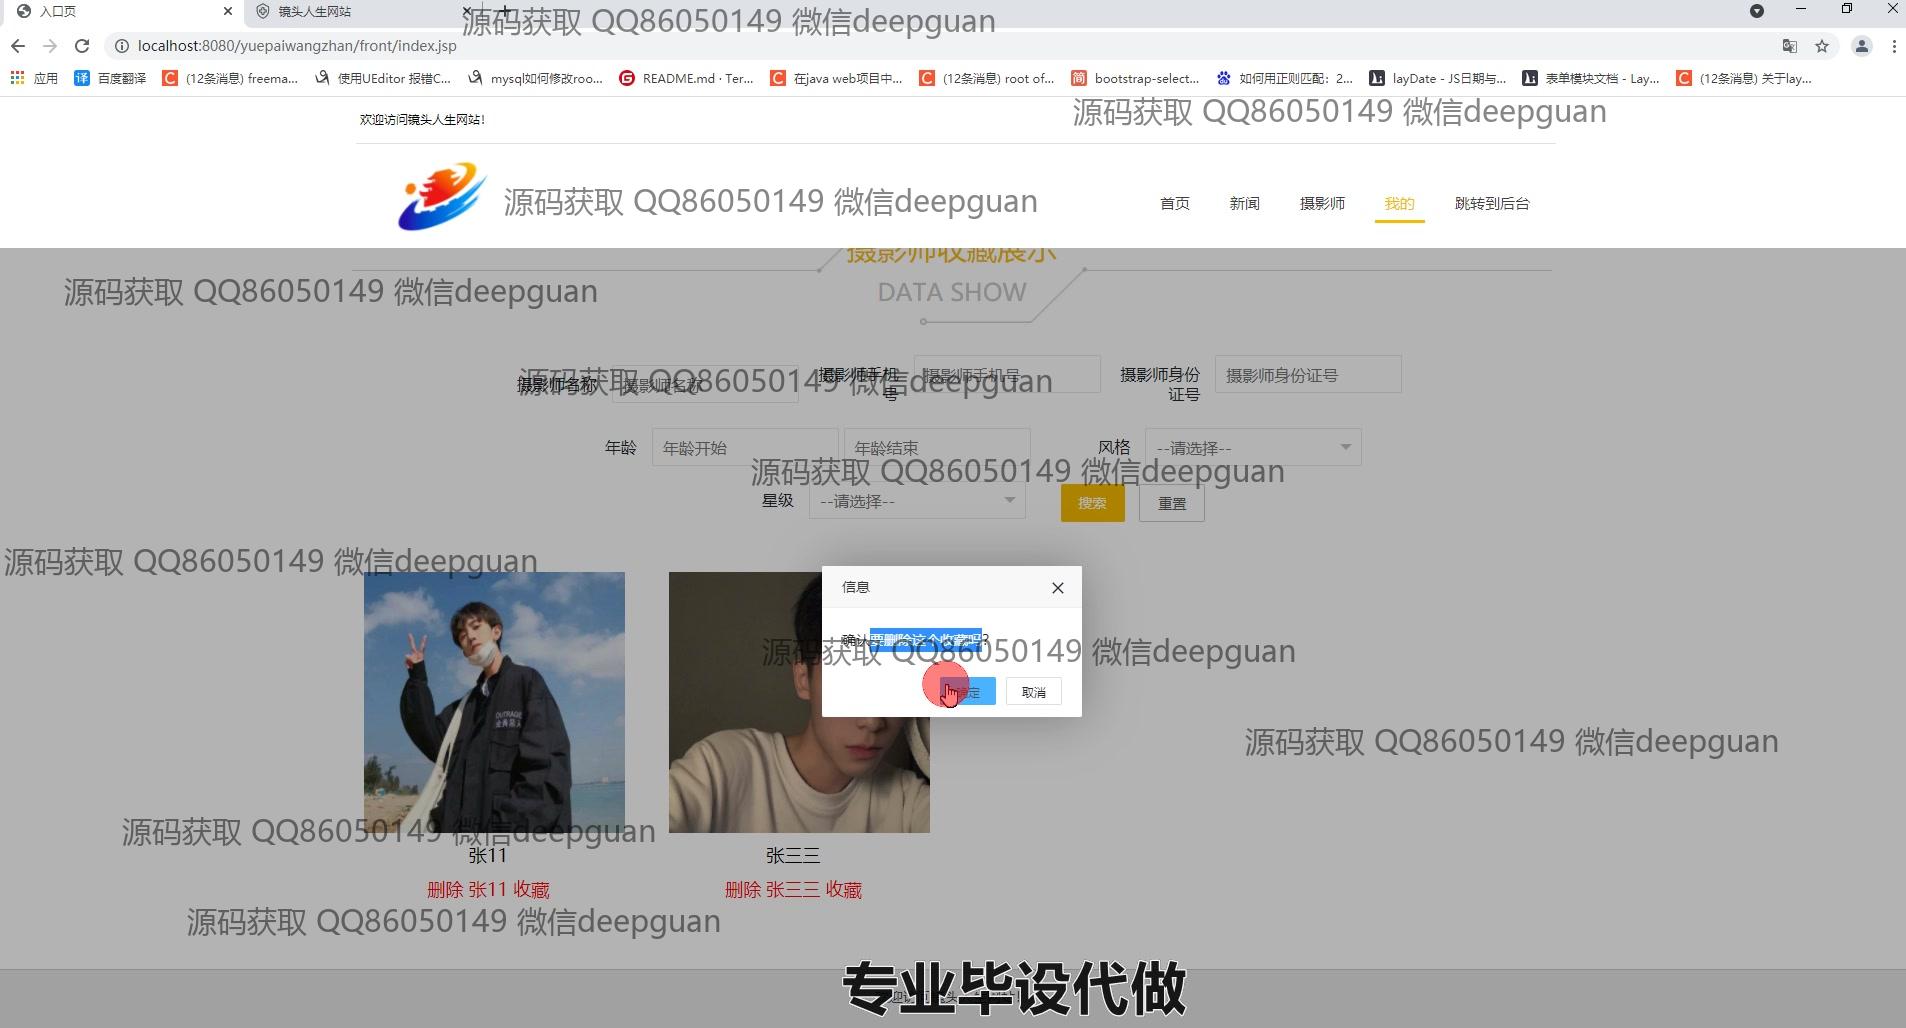 入口页
镜头人生网站
源码获取 QQ86050149 微信deepguan
localhost:8080/yuepaiwangzhan/front/index.jsp
应用
百度翻译
(12条消息) freema...
使用UEditor 报错C...
mysql如何修改roo...
README.md · Ter...
在java web项目中...
(12条消息) root of...
bootstrap-select...
如何用正则匹配：2...
layDate - JS日期与...
表单模块文档 - Lay...
(12条消息) 关于lay...
源码获取 QQ86050149 微信deepguan
欢迎访问镜头人生网站!
源码获取 QQ86050149 微信deepguan
首页
新闻
摄影师
我的
跳转到后台
摄影师收藏展示
源码获取 QQ86050149 微信deepguan
DATA SHOW
摄影师名称
摄影师名称
摄影师手机号
摄影师手机号
摄影师身份证号
摄影师身份证号
源码获取 QQ86050149 微信deepguan
年龄
年龄开始
年龄结束
风格
--请选择--
源码获取 QQ86050149 微信deepguan
星级
--请选择--
搜索
重置
源码获取 QQ86050149 微信deepguan
信息
确认要删除这个收藏吗?
源码获取 QQ86050149 微信deepguan
确定
取消
源码获取 QQ86050149 微信deepguan
OUTRAGE
源码获取 QQ86050149 微信deepguan
张11
张三三
删除 张11 收藏
删除 张三三 收藏
源码获取 QQ86050149 微信deepguan
专业毕设代做